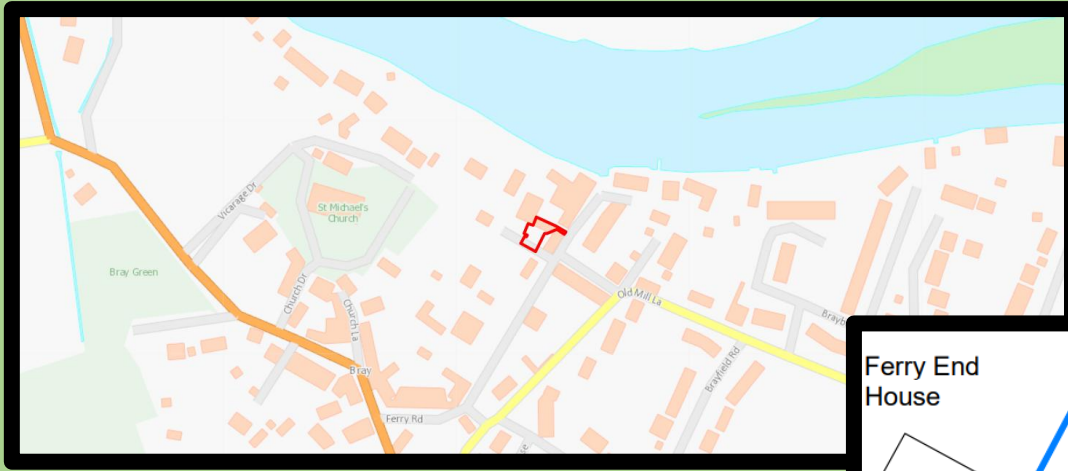 Vicarage Dr
St Michael's
Church
Bray Green
Church Dr
Church La
Bray
Ferry Rd
Old Mill La
Brayfield Rd
Ferry End
House